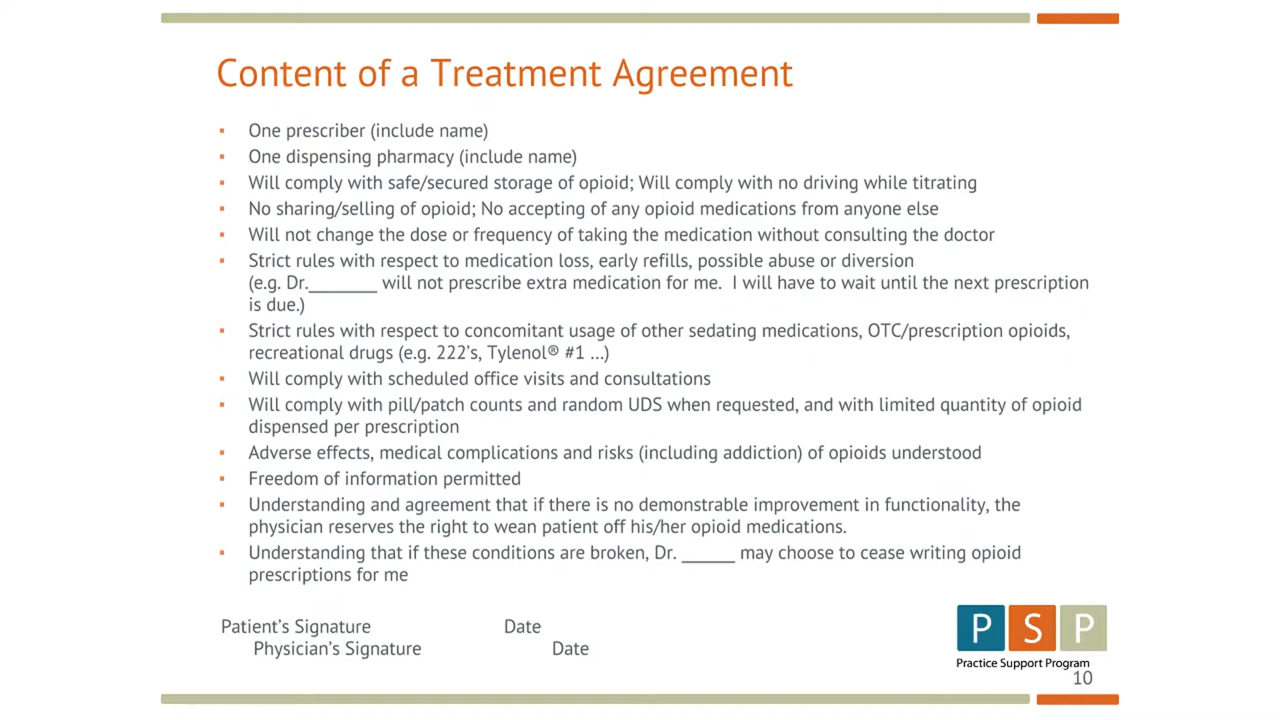 Content of a Treatment Agreement
▪ One prescriber (include name)
▪ One dispensing pharmacy (include name)
▪ Will comply with safe/secured storage of opioid; Will comply with no driving while titrating
▪ No sharing/selling of opioid; No accepting of any opioid medications from anyone else
▪ Will not change the dose or frequency of taking the medication without consulting the doctor
▪ Strict rules with respect to medication loss, early refills, possible abuse or diversion
(e.g. Dr.________ will not prescribe extra medication for me.  I will have to wait until the next prescription
is due.)
▪ Strict rules with respect to concomitant usage of other sedating medications, OTC/prescription opioids,
recreational drugs (e.g. 222’s, Tylenol® #1 …)
▪ Will comply with scheduled office visits and consultations
▪ Will comply with pill/patch counts and random UDS when requested, and with limited quantity of opioid
dispensed per prescription
▪ Adverse effects, medical complications and risks (including addiction) of opioids understood
▪ Freedom of information permitted
▪ Understanding and agreement that if there is no demonstrable improvement in functionality, the
physician reserves the right to wean patient off his/her opioid medications.
▪ Understanding that if these conditions are broken, Dr. ______ may choose to cease writing opioid
prescriptions for me
Patient’s Signature Date
Physician’s Signature Date
P S P
Practice Support Program
10